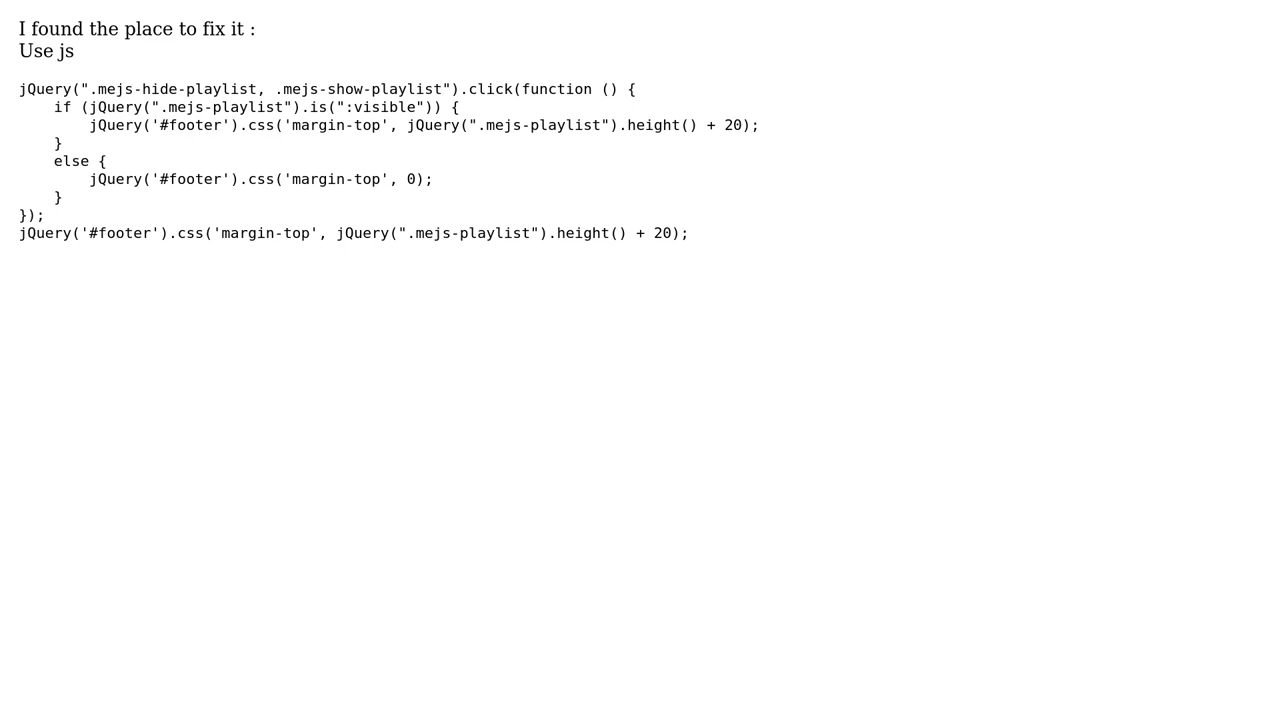 I found the place to fix it :
Use js
jQuery(".mejs-hide-playlist, .mejs-show-playlist").click(function () {
    if (jQuery(".mejs-playlist").is(":visible")) {
        jQuery('#footer').css('margin-top', jQuery(".mejs-playlist").height() + 20);
    }
    else {
        jQuery('#footer').css('margin-top', 0);
    }
});
jQuery('#footer').css('margin-top', jQuery(".mejs-playlist").height() + 20);